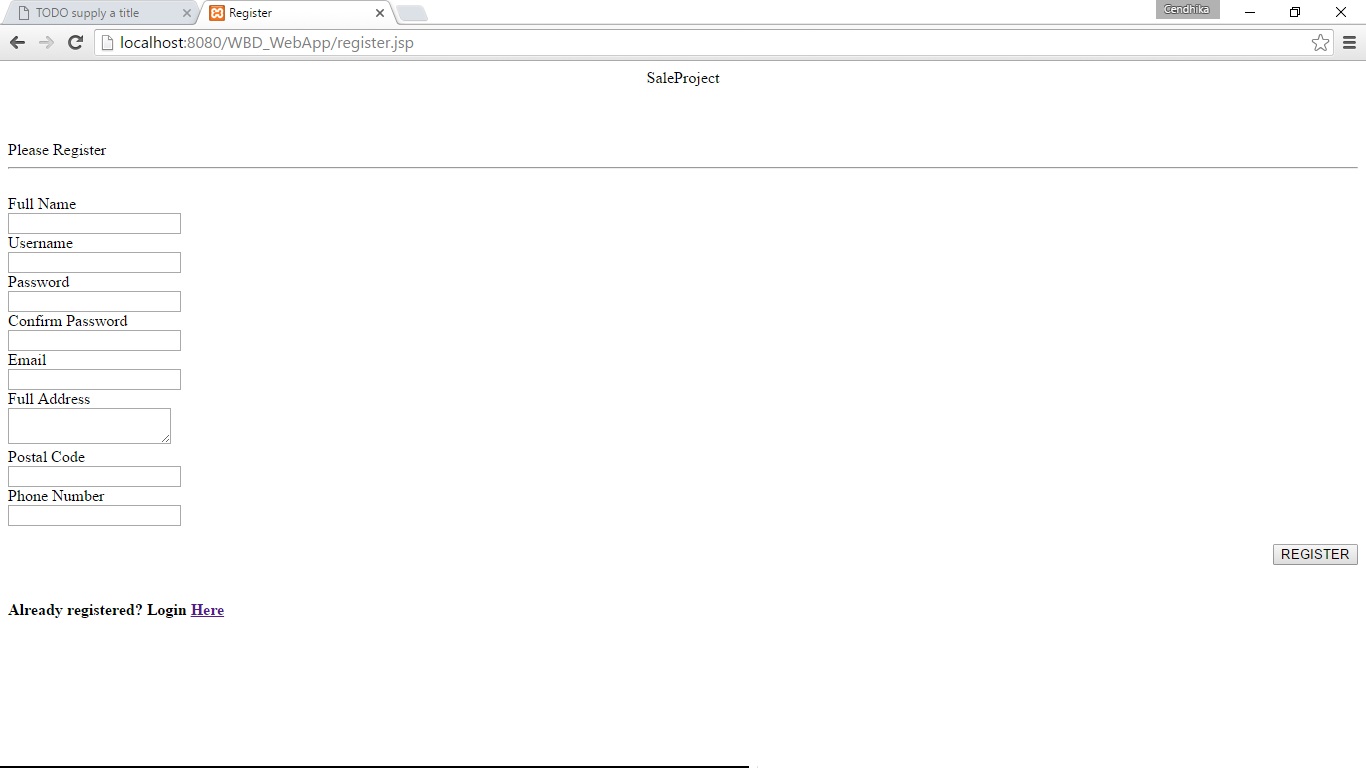 TODO supply a title
Register
Cendhika
localhost:8080/WBD_WebApp/register.jsp
SaleProject
Please Register
Full Name
Username
Password
Confirm Password
Email
Full Address
Postal Code
Phone Number
REGISTER
Already registered? Login Here